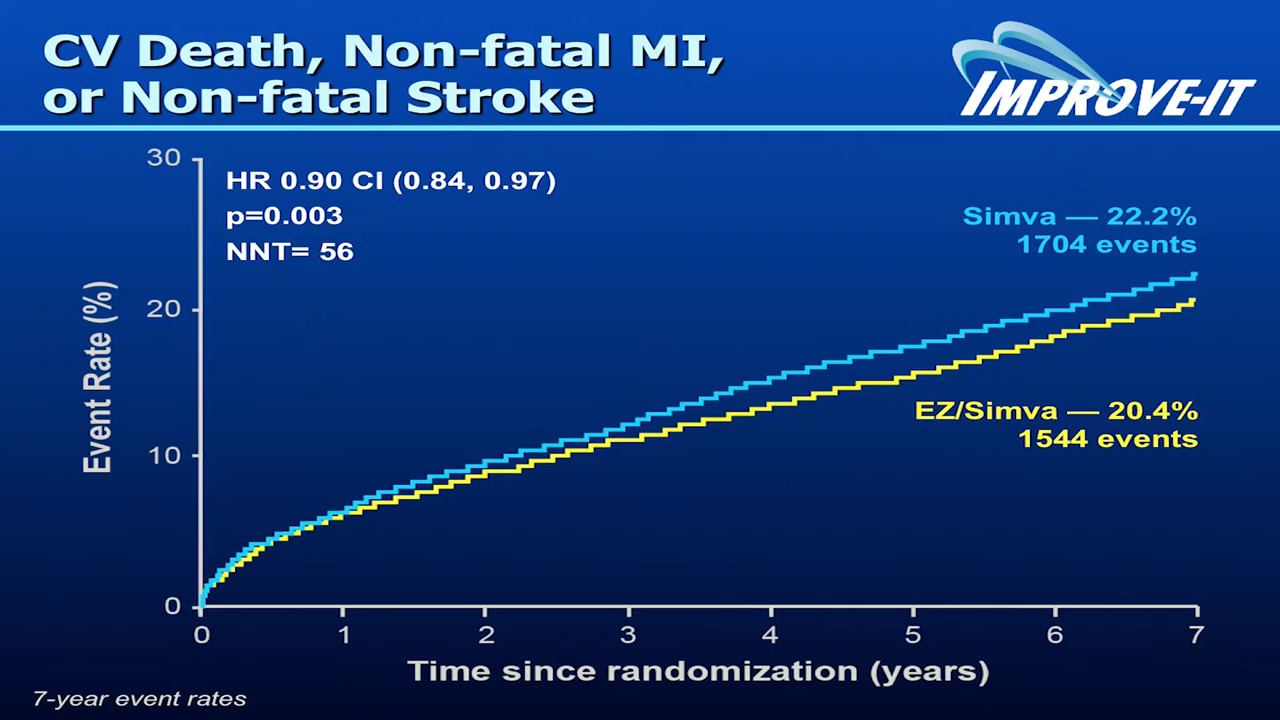 CV Death, Non-fatal MI,
or Non-fatal Stroke
IMPROVE-IT
HR 0.90 CI (0.84, 0.97)
p=0.003
NNT= 56
Simva — 22.2%
1704 events
EZ/Simva — 20.4%
1544 events
Event Rate (%)
30
20
10
0
0 1 2 3 4 5 6 7
Time since randomization (years)
7-year event rates